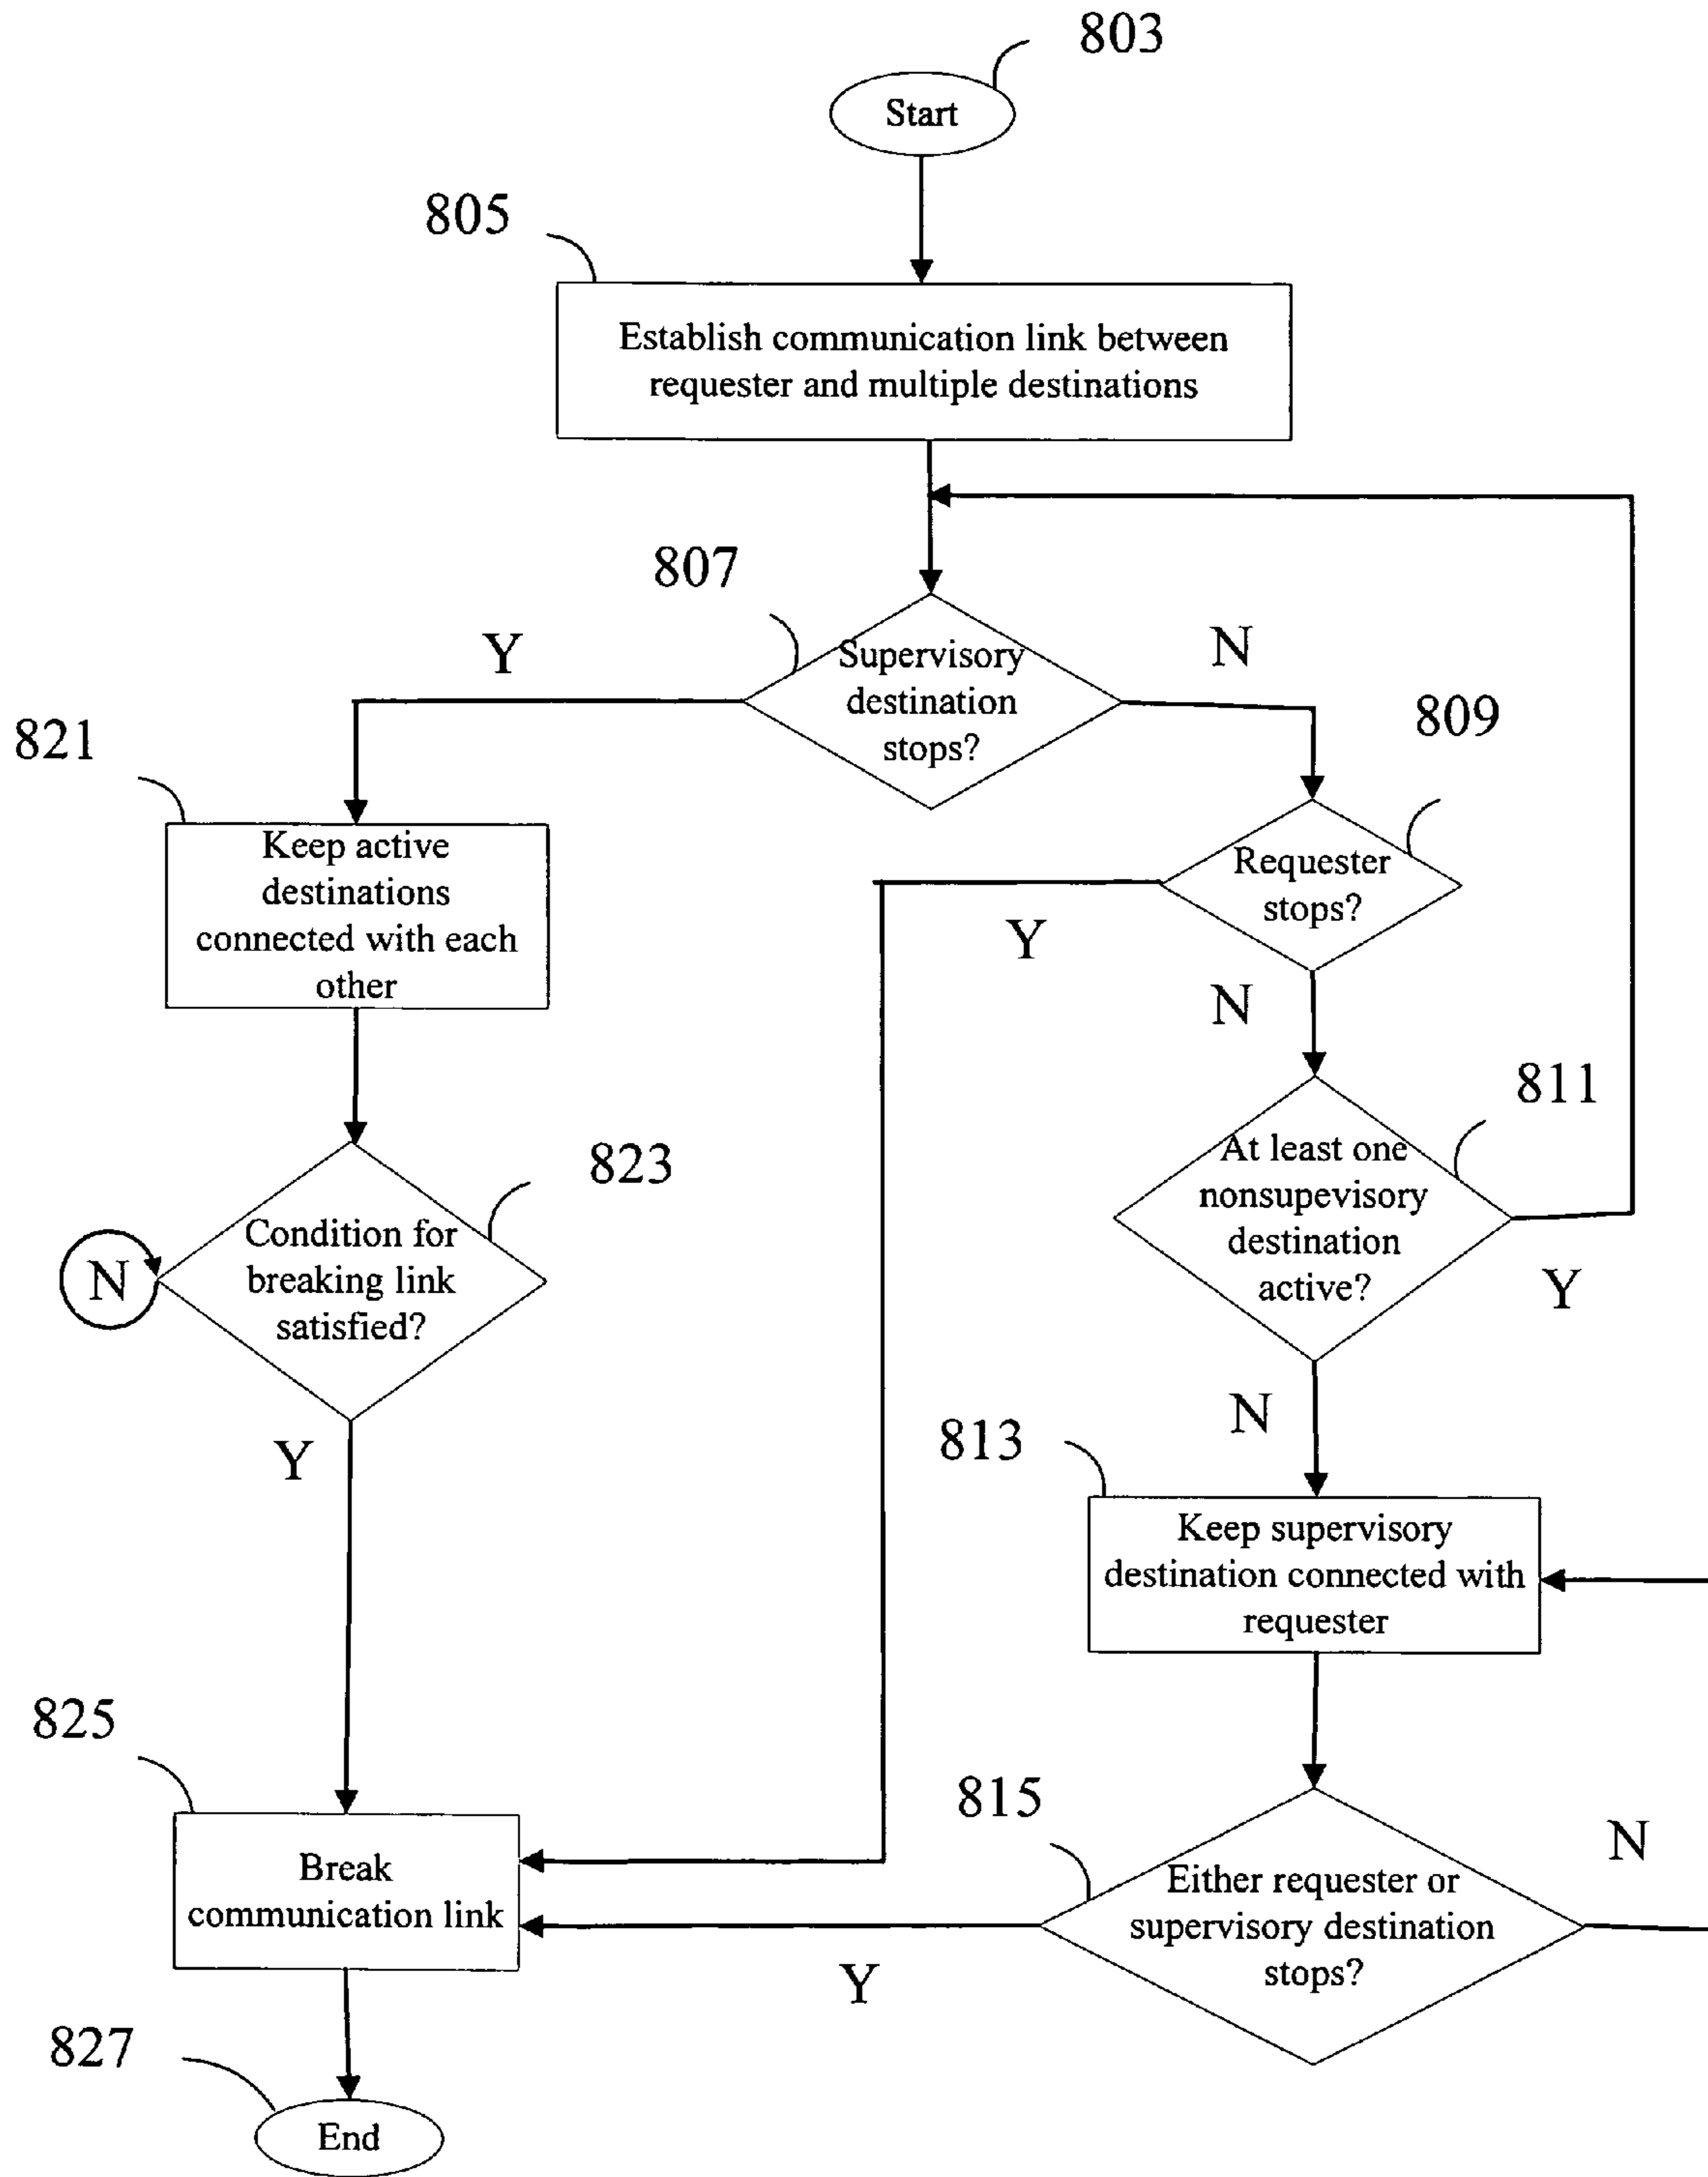 803
Start
805
Establish communication link between
requester and multiple destinations
807
Y
N
Supervisory
destination
stops?
809
821
Keep active
destinations
connected with each
other
Requester
stops?
Y
N
811
At least one
nonsupevisory
destination
active?
Y
823
Condition for
breaking link
satisfied?
N
Y
N
813
Keep supervisory
destination connected with
requester
825
Break
communication link
815
Either requester or
supervisory destination
stops?
N
Y
827
End